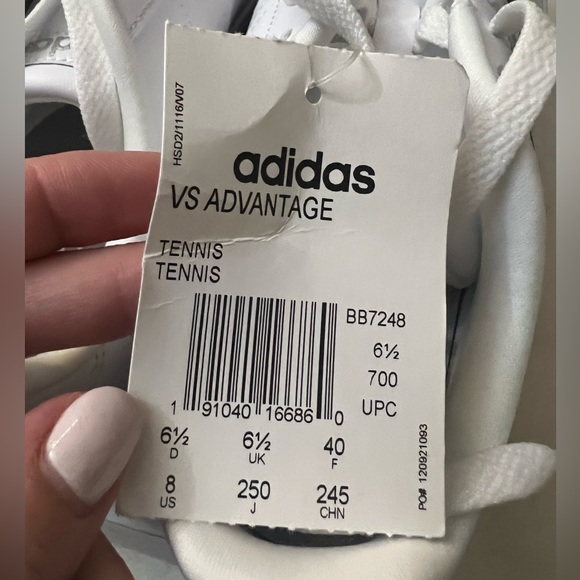 HSD2/1116/V07
adidas
VS ADVANTAGE
TENNIS
TENNIS
BB7248
6½
700
UPC
1 91040 16686 0
6½ 6½ 40
D UK F
8 250 245
US J CHN
PO# 120921093